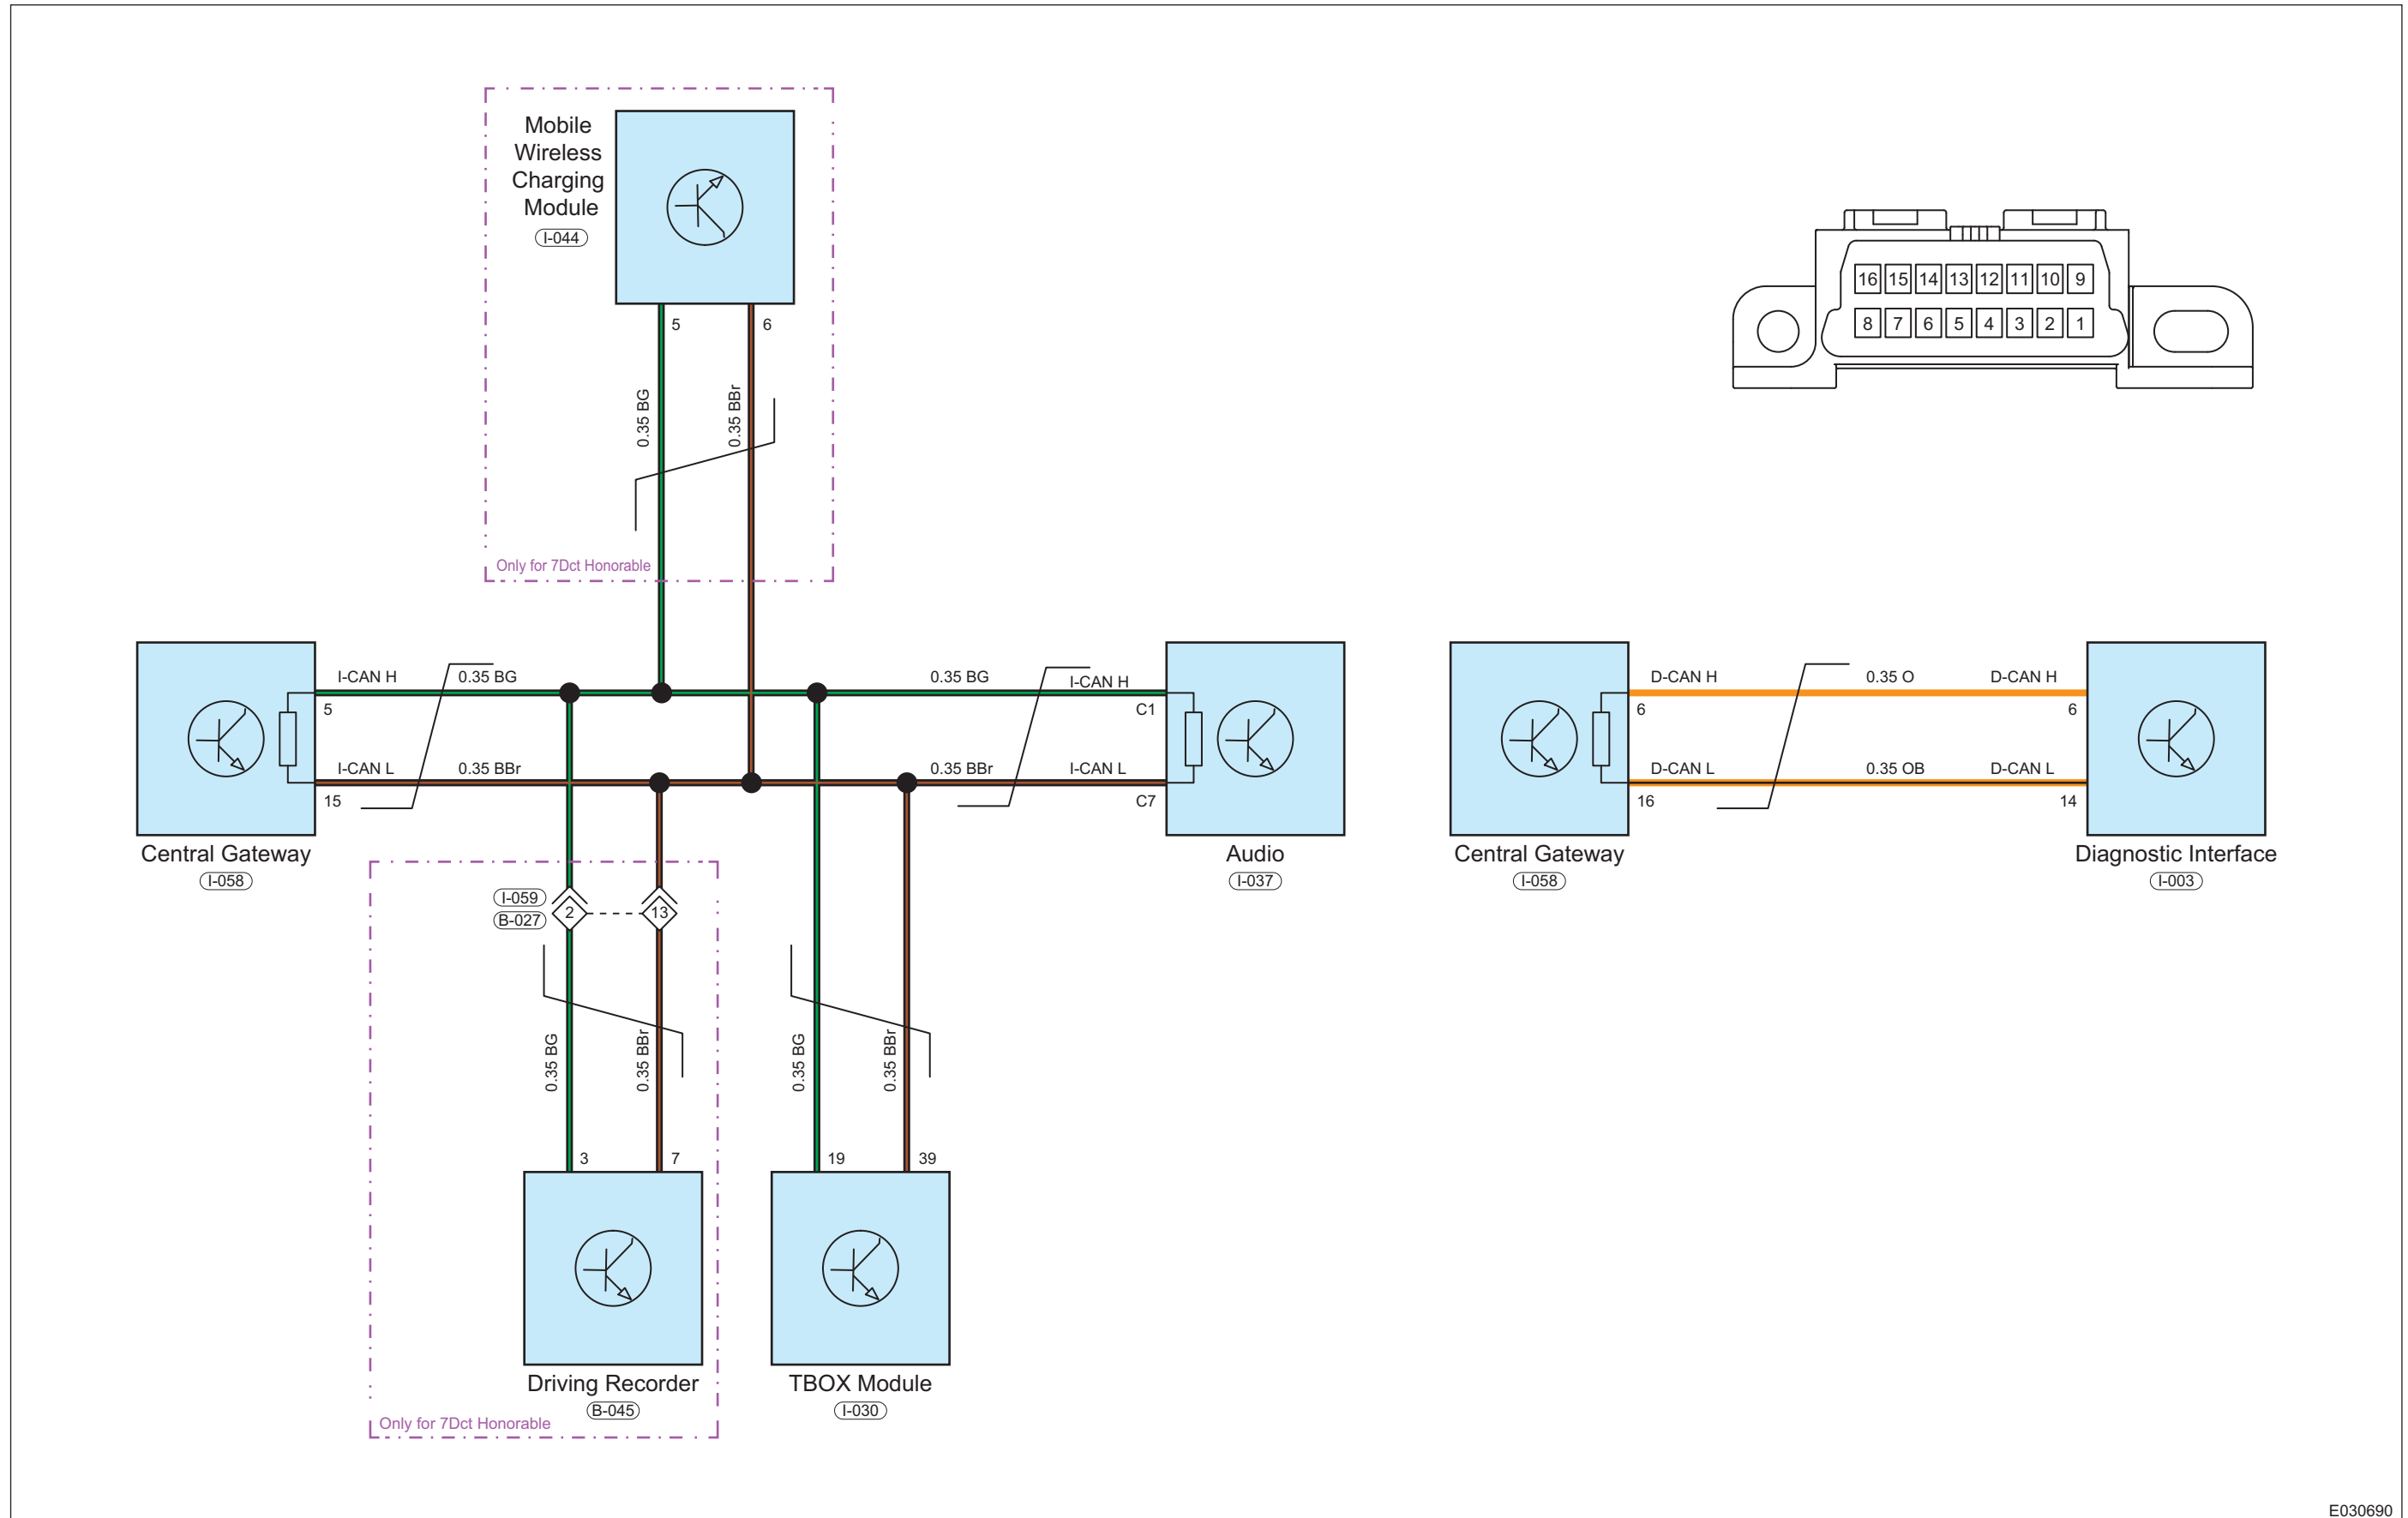 Mobile
Wireless
Charging
Module
I-044
5
6
0.35 BG
0.35 BBr
Only for 7Dct Honorable
16 15 14 13 12 11 10 9
8 7 6 5 4 3 2 1
I-CAN H
0.35 BG
0.35 BG
I-CAN H
5
C1
I-CAN L
0.35 BBr
0.35 BBr
I-CAN L
15
C7
Central Gateway
I-058
Audio
I-037
D-CAN H
0.35 O
D-CAN H
6
6
D-CAN L
0.35 OB
D-CAN L
16
14
Central Gateway
I-058
Diagnostic Interface
I-003
I-059
B-027
2
13
0.35 BG
0.35 BBr
0.35 BG
0.35 BBr
3
7
19
39
Driving Recorder
B-045
TBOX Module
I-030
Only for 7Dct Honorable
E030690